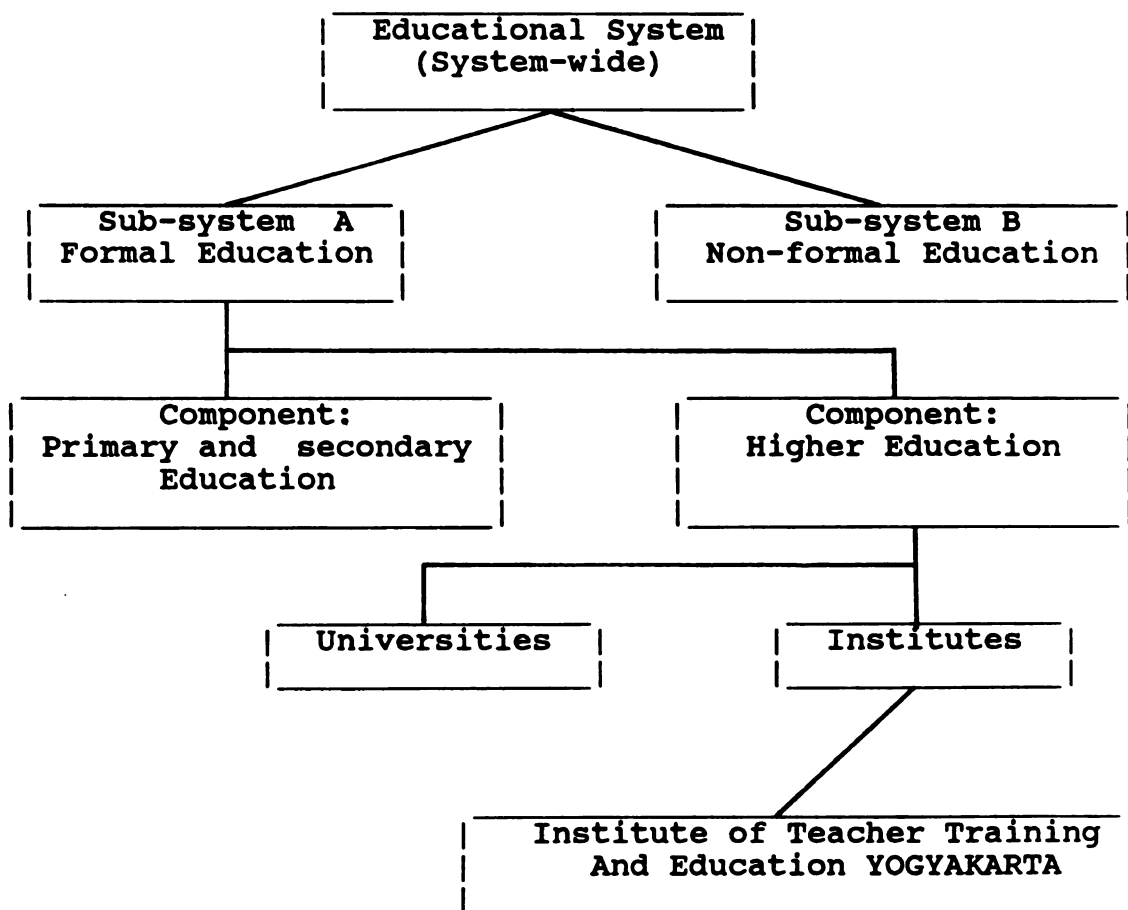 Educational System
(System-wide)
Sub-system A
Formal Education
Sub-system B
Non-formal Education
Component:
Primary and secondary
Education
Component:
Higher Education
Universities
Institutes
Institute of Teacher Training
And Education YOGYAKARTA